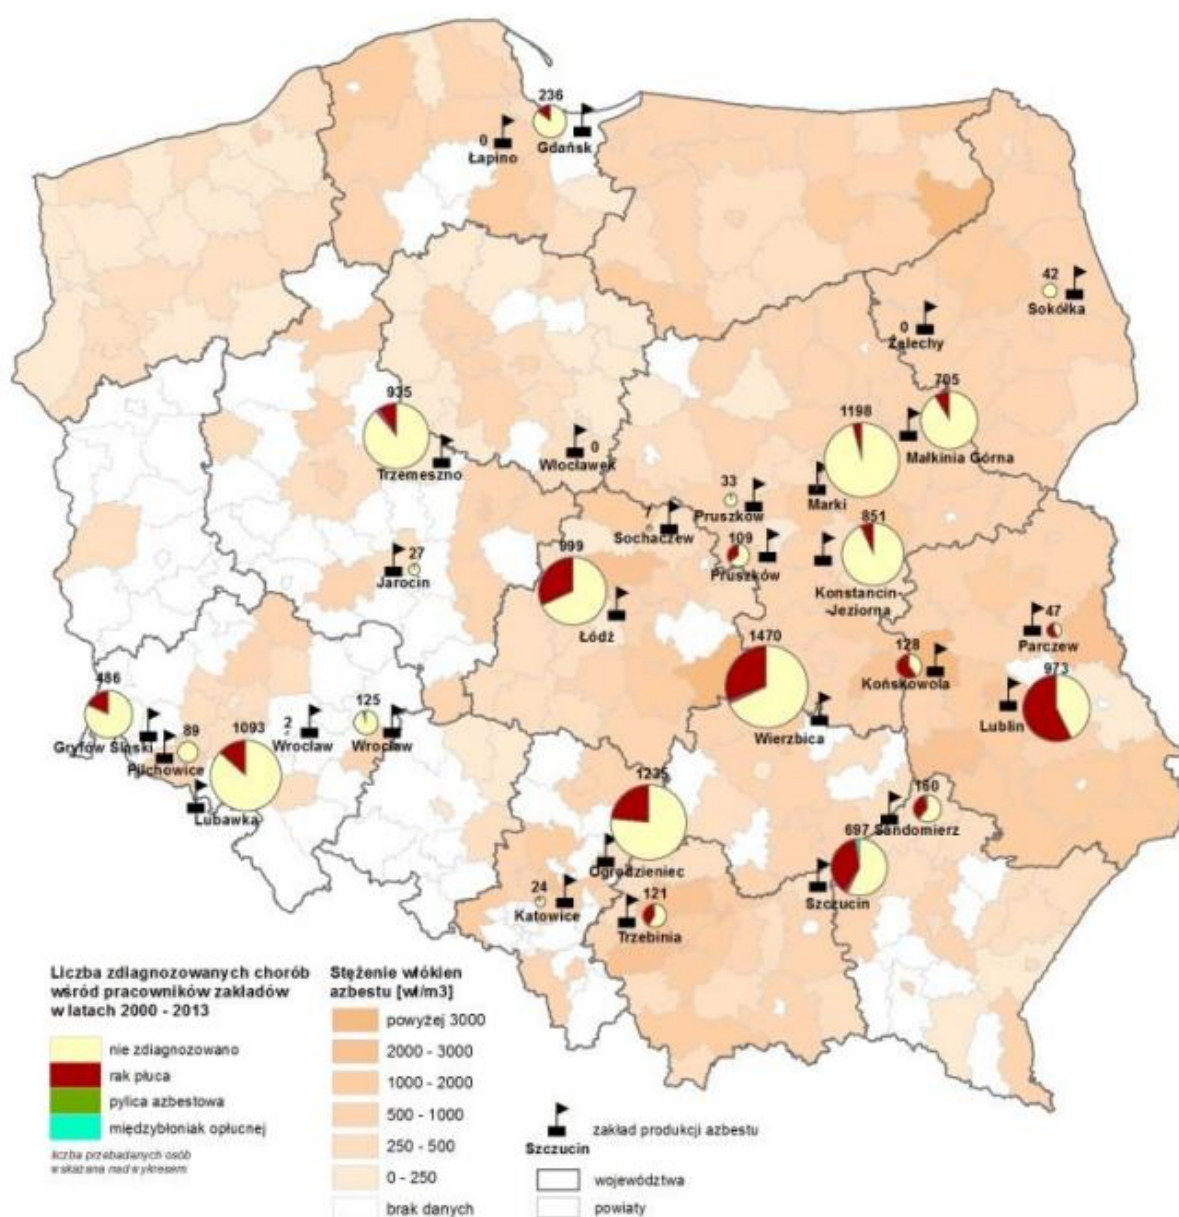 236
0
Łapino
Gdańsk
42
Sokółka
0
Żelechy
935
Trzemeszno
0
Włocławek
1198
705
Małkinia Górna
Marki
33
Pruszków
Sochaczew
109
Pruszków
851
Konstancin-
-Jeziorna
27
Jarocin
999
Łódź
47
Parczew
128
Końskowola
973
Lublin
1470
Wierzbica
486
Gryfów Śląski
89
Pilchowice
1093
Lubawka
2
Wrocław
125
Wrocław
1235
Ogrodzieniec
160
Sandomierz
697
Szczucin
24
Katowice
121
Trzebinia
Liczba zdiagnozowanych chorób
wśród pracowników zakładów
w latach 2000 - 2013
nie zdiagnozowano
rak płuca
pylica azbestowa
międzybłoniak opłucnej
liczba przebadanych osób
wskazana nad wykresem
Stężenie włókien
azbestu [wł/m3]
powyżej 3000
2000 - 3000
1000 - 2000
500 - 1000
250 - 500
0 - 250
brak danych
zakład produkcji azbestu
Szczucin
województwa
powiaty